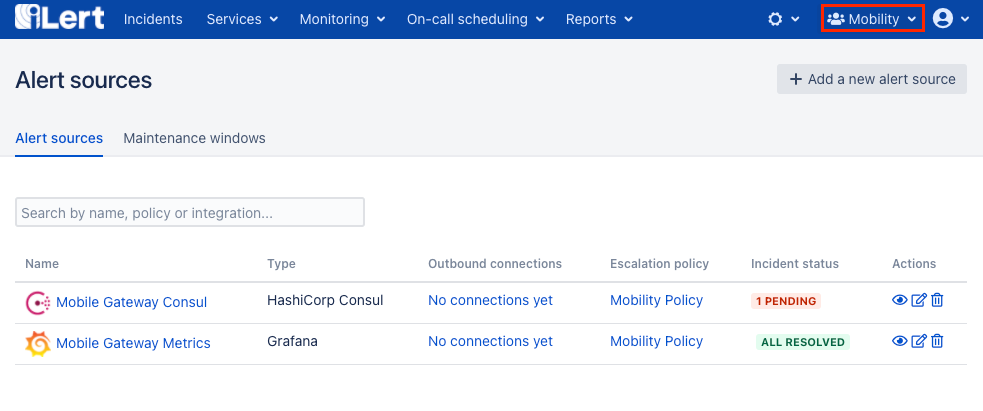 iLert Incidents Services Monitoring On-call scheduling Reports Mobility
Alert sources
+ Add a new alert source
Alert sources Maintenance windows
Search by name, policy or integration...
Name Type Outbound connections Escalation policy Incident status Actions
Mobile Gateway Consul HashiCorp Consul No connections yet Mobility Policy 1 PENDING
Mobile Gateway Metrics Grafana No connections yet Mobility Policy ALL RESOLVED